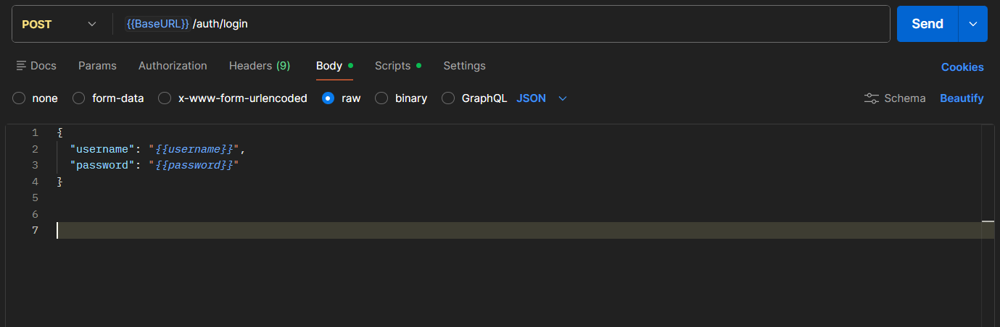 POST {{BaseURL}}/auth/login Send
Docs Params Authorization Headers (9) Body Scripts Settings Cookies
none form-data x-www-form-urlencoded raw binary GraphQL JSON Schema Beautify
1 {
2 "username": "{{username}}",
3 "password": "{{password}}"
4 }
5
6
7